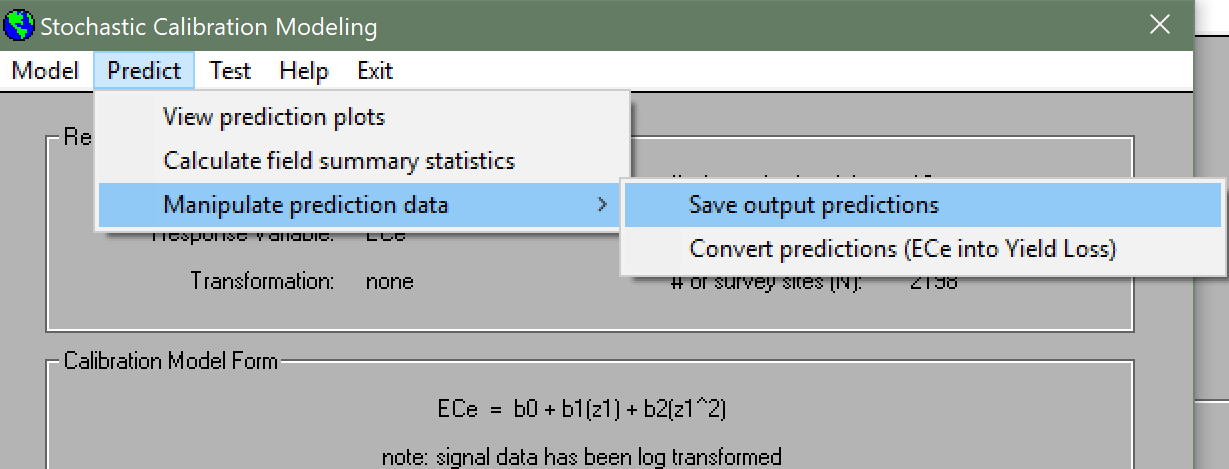 Stochastic Calibration Modeling
Model Predict Test Help Exit
View prediction plots
Calculate field summary statistics
Manipulate prediction data
Save output predictions
Convert predictions (ECe into Yield Loss)
Re
Response Variable: ECe
Transformation: none
# of survey sites (N): 2198
Calibration Model Form
ECe = b0 + b1(z1) + b2(z1^2)
note: signal data has been log transformed